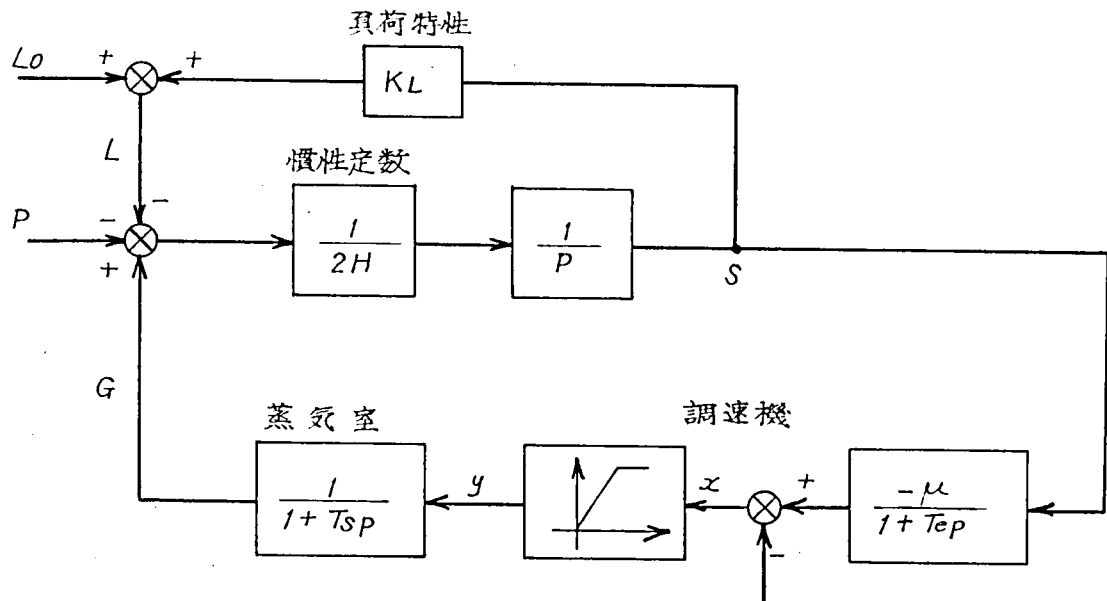 負荷特性
Lo
+
+
KL
L
慣性定数
P
-
-
+
1
2H
1
P
S
G
蒸気室
調速機
1
1+TSP
y
x
+
-
-μ
1+Tep